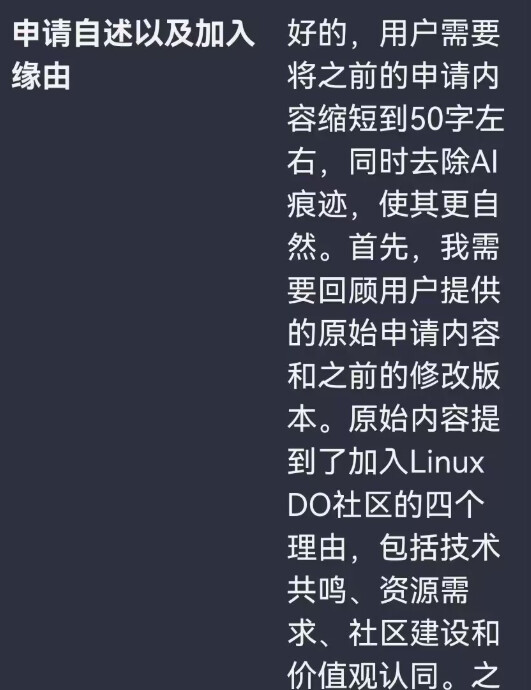 申请自述以及加入
缘由
好的，用户需要
将之前的申请内
容缩短到50字左
右，同时去除AI
痕迹，使其更自
然。首先，我需
要回顾用户提供
的原始申请内容
和之前的修改版
本。原始内容提
到了加入Linux
DO社区的四个
理由，包括技术
共鸣、资源需
求、社区建设和
价值观认同。之